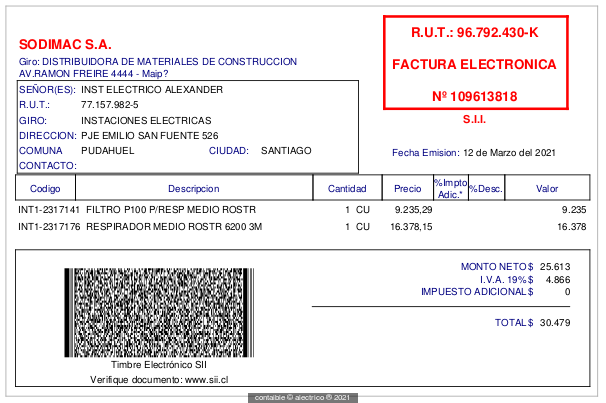 SODIMAC S.A.
Giro: DISTRIBUIDORA DE MATERIALES DE CONSTRUCCION
AV.RAMON FREIRE 4444 - Maip?
R.U.T.: 96.792.430-K
FACTURA ELECTRONICA
Nº 109613818
S.I.I.
SEÑOR(ES): INST ELECTRICO ALEXANDER
R.U.T.: 77.157.982-5
GIRO: INSTACIONES ELECTRICAS
DIRECCION: PJE EMILIO SAN FUENTE 526
COMUNA PUDAHUEL CIUDAD: SANTIAGO
CONTACTO:
Fecha Emision: 12 de Marzo del 2021
Codigo Descripcion Cantidad Precio %Impto Adic.* %Desc. Valor
INT1-2317141 FILTRO P100 P/RESP MEDIO ROSTR 1 CU 9.235,29 9.235
INT1-2317176 RESPIRADOR MEDIO ROSTR 6200 3M 1 CU 16.378,15 16.378
MONTO NETO $ 25.613
I.V.A. 19% $ 4.866
IMPUESTO ADICIONAL $ 0
TOTAL $ 30.479
Timbre Electrónico SII
Verifique documento: www.sii.cl
contaible © alectrico ® 2021